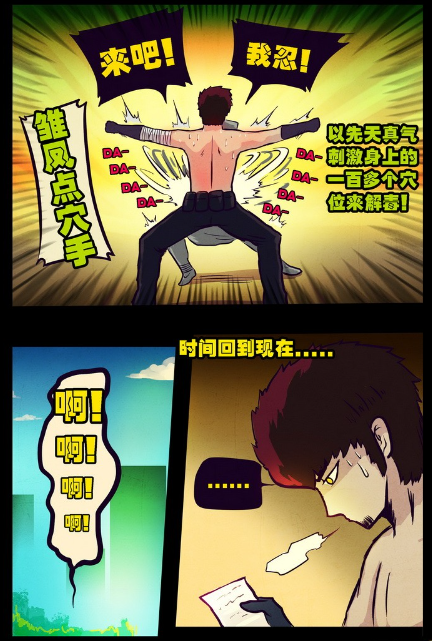 来吧!
我忍!
雏凤点穴手
以先天真气
刺激身上的
一百多个穴
位来解毒!
DA-
DA-
DA-
DA-
DA-
DA-
DA-
DA-
时间回到现在.....
啊!
啊!
啊!
啊!
......